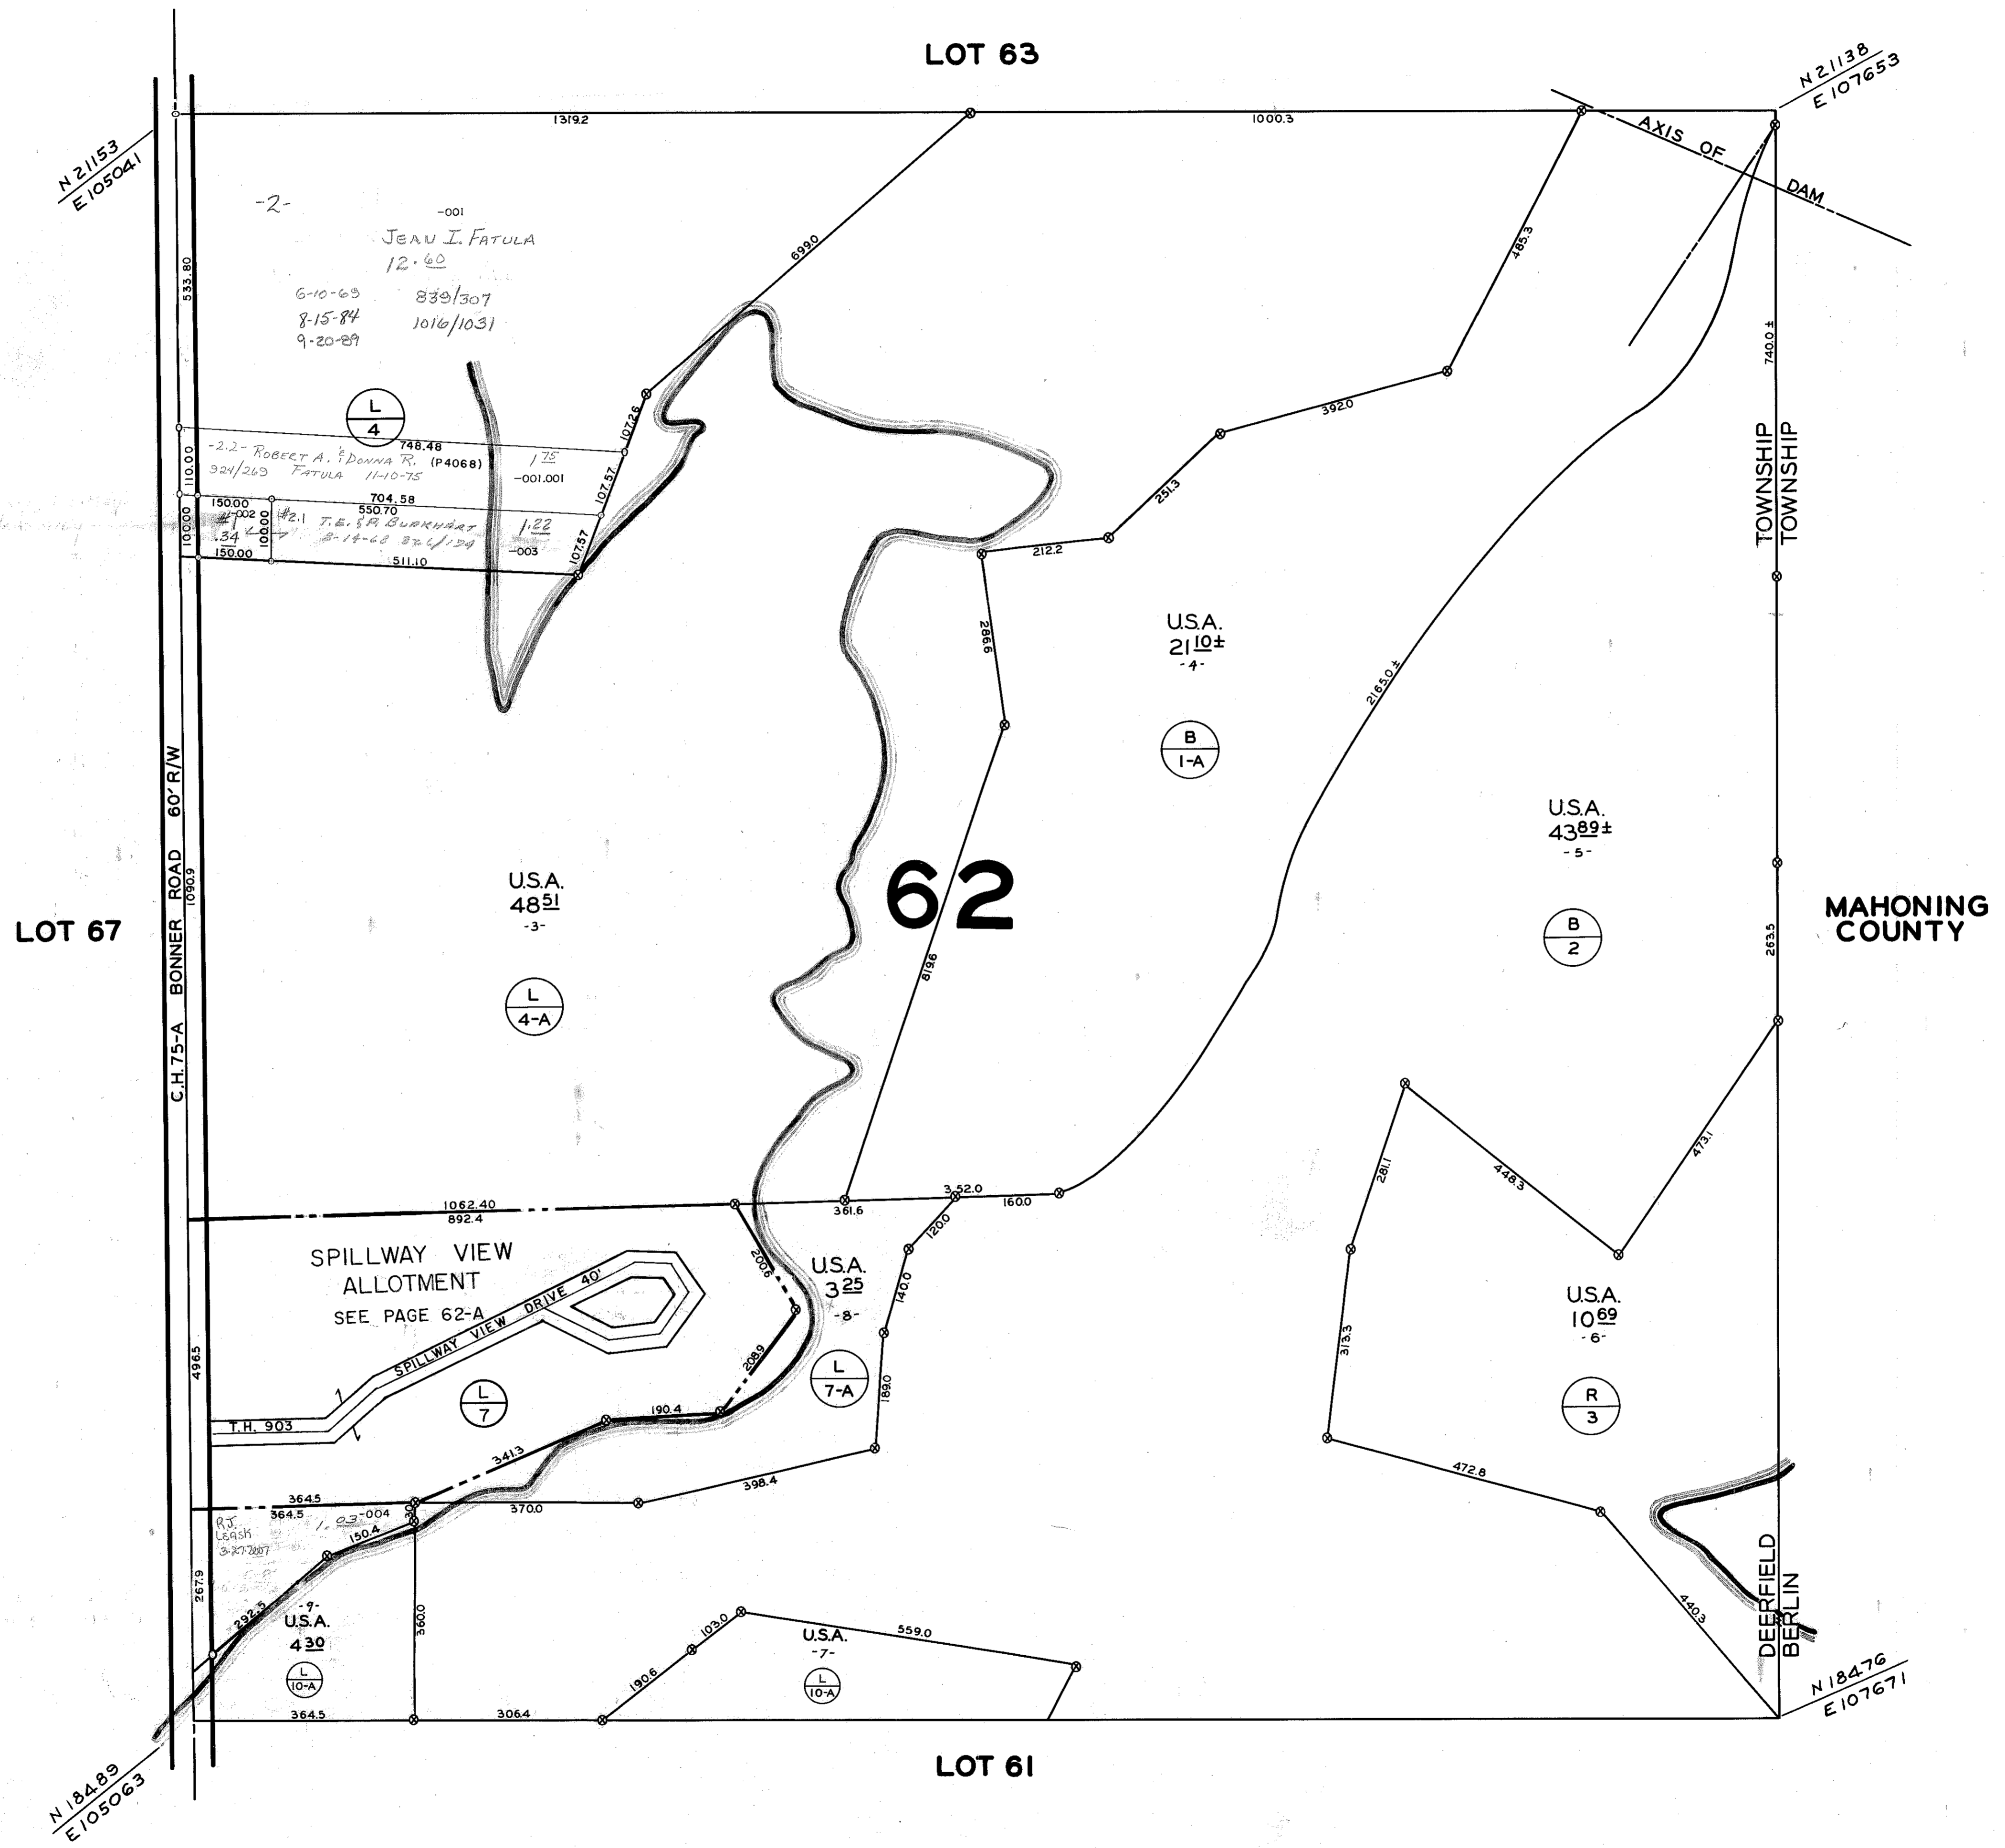 LOT 63
N 21138
E 107653
N 21153
E 105041
1319.2
1000.3
AXIS OF DAM
-2-
-001
JEAN I. FATULA
12.60
6-10-69 839/307
8-15-84 1016/1031
9-20-89
533.80
699.0
485.3
740.0 ±
L
4
107.26
392.0
748.48
-2.2- ROBERT A. & DONNA R. (P4068) 1 75
924/269 FATULA 11-10-75 -001.001
110.00
107.57
251.3
TOWNSHIP
TOWNSHIP
704.58
150.00 550.70
-002
#1
.34
100.00
100.00
#2.1 T.E. & P. BURKHART 1.22
8-14-68
-003
150.00
511.10
107.57
212.2
286.6
U.S.A.
21 10 ±
-4-
2165.0 ±
B
1-A
C.H. 75-A BONNER ROAD 60' R/W
1090.9
U.S.A.
43 89 ±
-5-
U.S.A.
48 51
-3-
62
LOT 67
MAHONING
COUNTY
B
2
263.5
819.6
L
4-A
281.1
448.3
473.1
1062.40
892.4
352.0
361.6
160.0
120.0
200.6
SPILLWAY VIEW
ALLOTMENT
SEE PAGE 62-A
SPILLWAY VIEW DRIVE 40'
U.S.A.
3 25
-8-
140.0
U.S.A.
10 69
-6-
313.3
496.5
208.9
L
7-A
189.0
L
7
R
3
190.4
T.H. 903
341.3
398.4
472.8
364.5
364.5
370.0
30
R.J.
LEASK
3-27-2007
1.03 -004
150.4
267.9
292.5
-9-
U.S.A.
4 30
L
10-A
360.0
103.0
559.0
190.6
U.S.A.
-7-
L
10-A
440.3
DEERFIELD
BERLIN
364.5
306.4
N 18476
E 107671
LOT 61
N 18489
E 105063